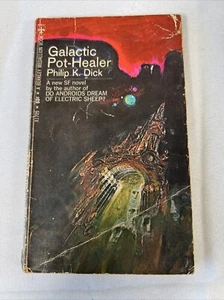 Galactic
Pot-Healer
Philip K. Dick
A new SF novel
by the author of
DO ANDROIDS DREAM
OF ELECTRIC SHEEP?